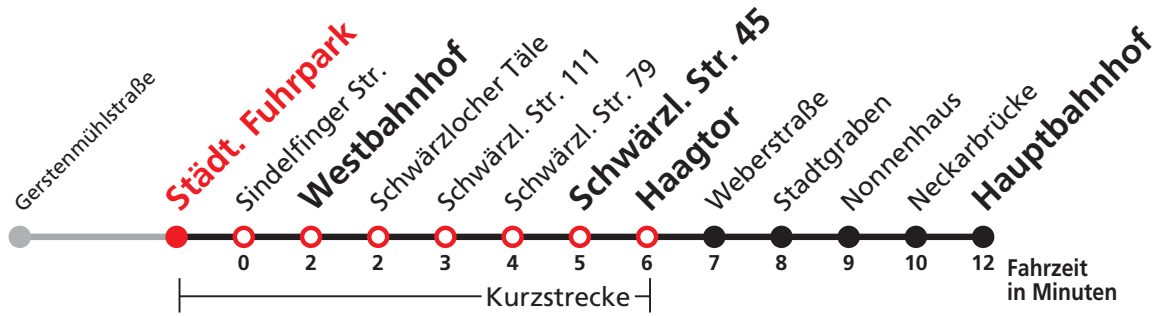 Gerstenmühlstraße
Städt. Fuhrpark
Sindelfinger Str.
Westbahnhof
Schwärzlocher Täle
Schwärzl. Str. 111
Schwärzl. Str. 79
Schwärzl. Str. 45
Haagtor
Weberstraße
Stadtgraben
Nonnenhaus
Neckarbrücke
Hauptbahnhof
0 2 2 3 4 5 6 7 8 9 10 12
Fahrzeit
in Minuten
Kurzstrecke